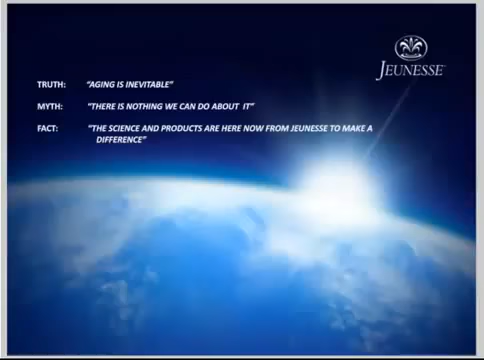 JEUNESSE
TRUTH: "AGING IS INEVITABLE"
MYTH: "THERE IS NOTHING WE CAN DO ABOUT IT"
FACT: "THE SCIENCE AND PRODUCTS ARE HERE NOW FROM JEUNESSE TO MAKE A
DIFFERENCE"